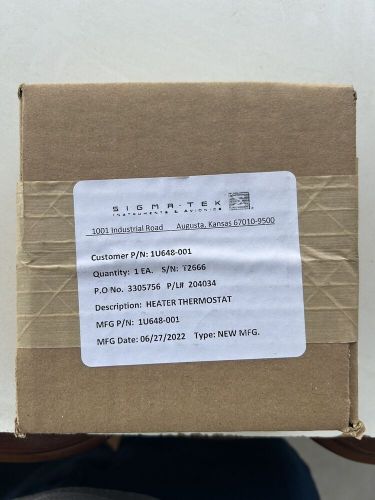 SIGMA-TEK
INSTRUMENTS & AVIONICS
1001 Industrial Road Augusta, Kansas 67010-9500
Customer P/N: 1U648-001
Quantity: 1 EA. S/N: T2666
P.O No. 3305756 P/L# 204034
Description: HEATER THERMOSTAT
MFG P/N: 1U648-001
MFG Date: 06/27/2022 Type: NEW MFG.